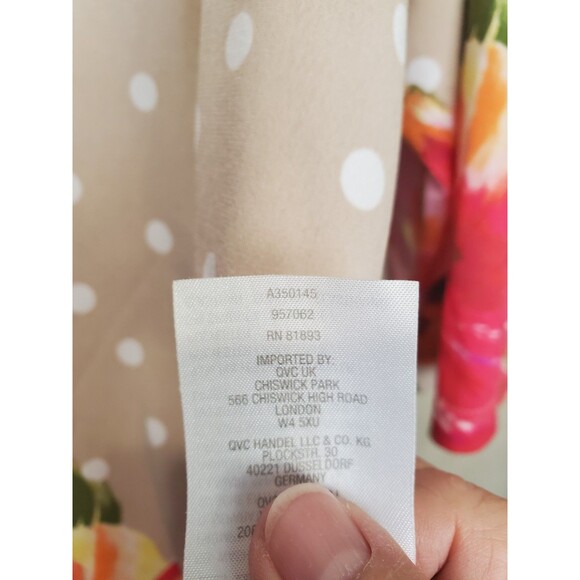 A350145
957062
RN 81893
IMPORTED BY:
QVC UK
CHISWICK PARK
566 CHISWICK HIGH ROAD
LONDON
W4 5XU
QVC HANDEL LLC & CO. KG
PLOCKSTR. 30
40221 DUSSELDORF
GERMANY